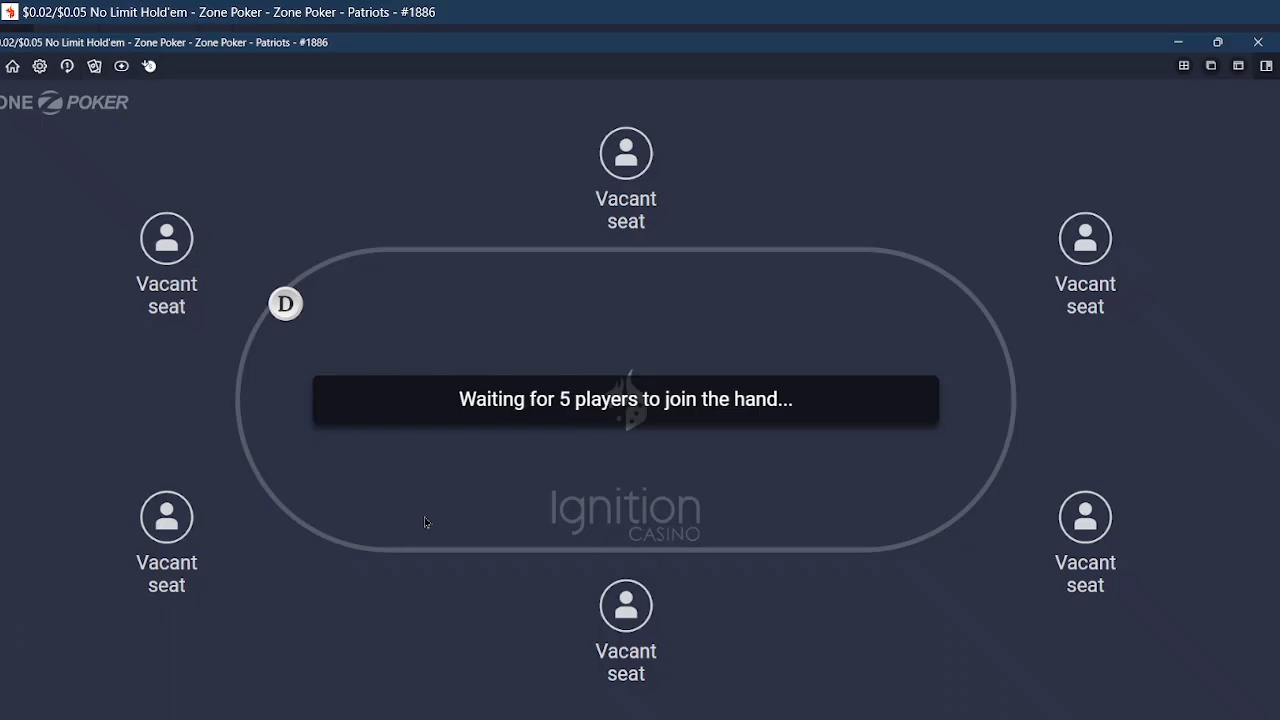 $0.02/$0.05 No Limit Hold'em - Zone Poker - Zone Poker - Patriots - #1886
.02/$0.05 No Limit Hold'em - Zone Poker - Zone Poker - Patriots - #1886
ONE POKER
Vacant
seat
Vacant
seat
Vacant
seat
D
Waiting for 5 players to join the hand...
Ignition
CASINO
Vacant
seat
Vacant
seat
Vacant
seat